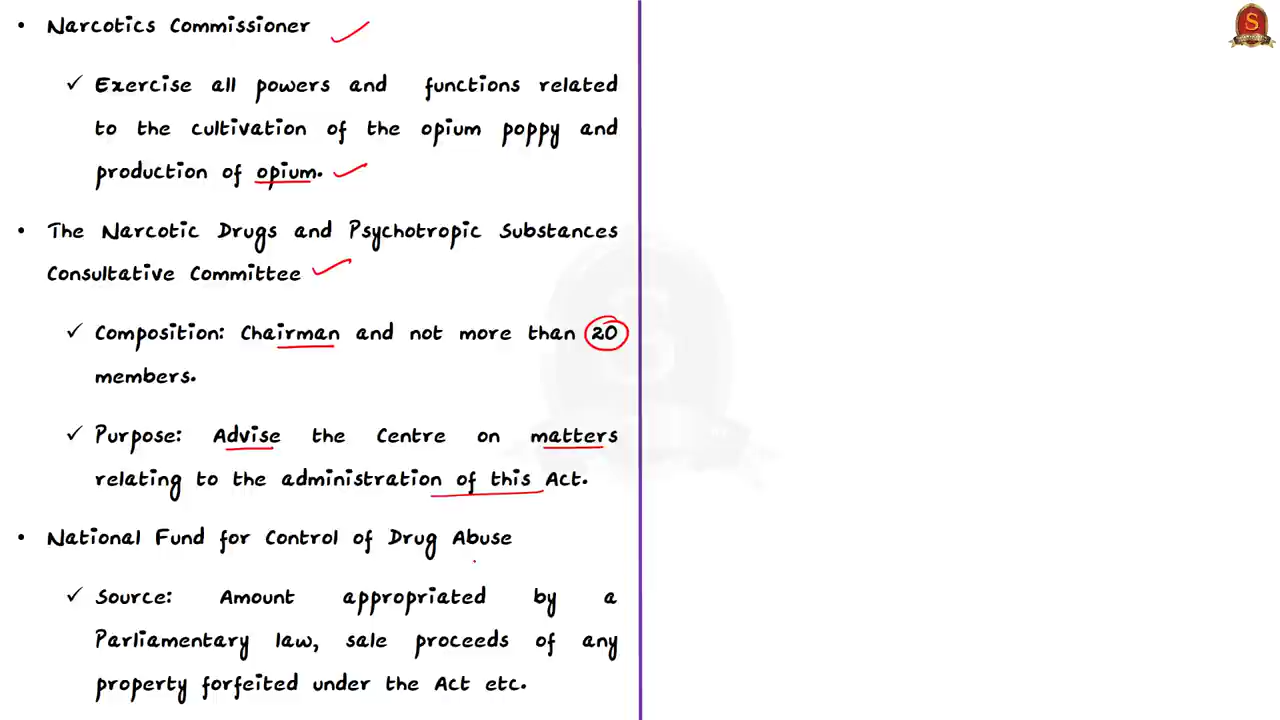 • Narcotics Commissioner
✓ Exercise all powers and functions related
to the cultivation of the opium poppy and
production of opium.
• The Narcotic Drugs and Psychotropic Substances
Consultative Committee
✓ Composition: Chairman and not more than 20
members.
✓ Purpose: Advise the Centre on matters
relating to the administration of this Act.
• National Fund for Control of Drug Abuse
✓ Source: Amount appropriated by a
Parliamentary law, sale proceeds of any
property forfeited under the Act etc.